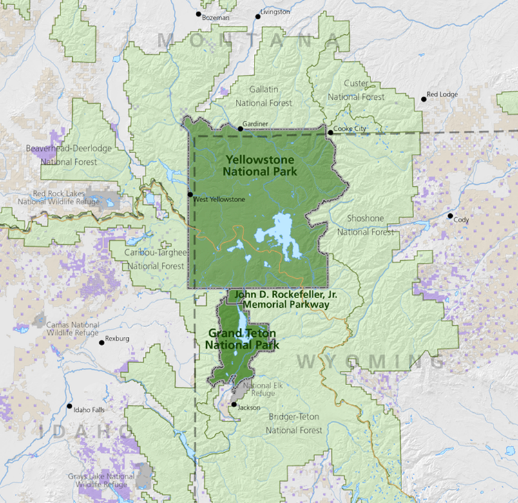 Livingston
Bozeman
MONTANA
Gallatin
National Forest
Custer
National Forest
Red Lodge
Gardiner
Cooke City
Beaverhead-Deerlodge
National Forest
Yellowstone
National Park
Red Rock Lakes
National Wildlife Refuge
West Yellowstone
Shoshone
National Forest
Cody
Caribou-Targhee
National Forest
John D. Rockefeller, Jr.
Memorial Parkway
Camas National
Wildlife Refuge
Rexburg
Grand Teton
National Park
WYOMING
National Elk
Refuge
Idaho Falls
Jackson
Bridger-Teton
National Forest
IDAHO
Grays Lake National
Wildlife Refuge